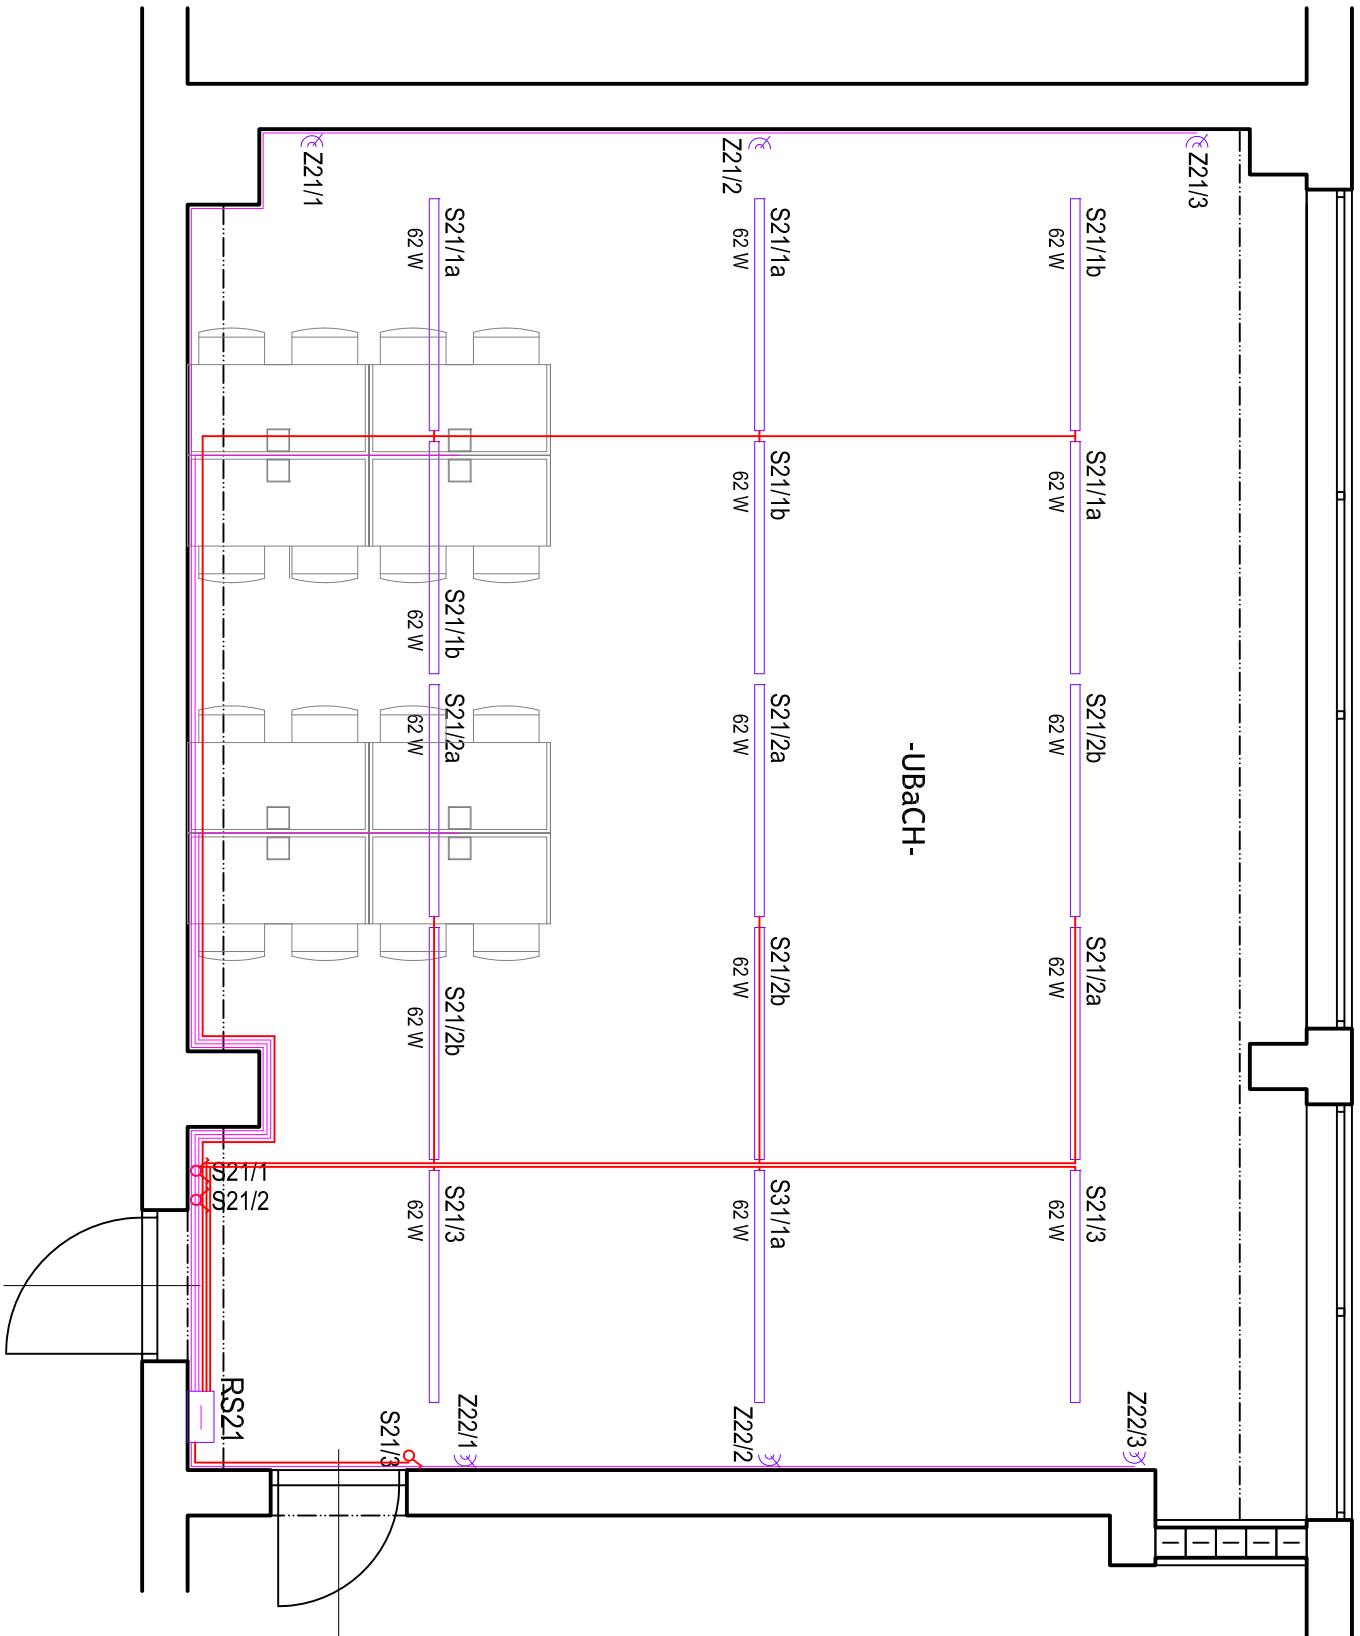 Z21/1
Z21/2
Z21/3
S21/1a
62 W
S21/1a
62 W
S21/1b
62 W
S21/1b
62 W
S21/1b
62 W
S21/1a
62 W
S21/2a
62 W
S21/2a
62 W
S21/2b
62 W
-UBaCH-
S21/2b
62 W
S21/2b
62 W
S21/2a
62 W
S21/1
S21/2
S21/3
62 W
S31/1a
62 W
S21/3
62 W
RS21
S21/3
Z22/1
Z22/2
Z22/3